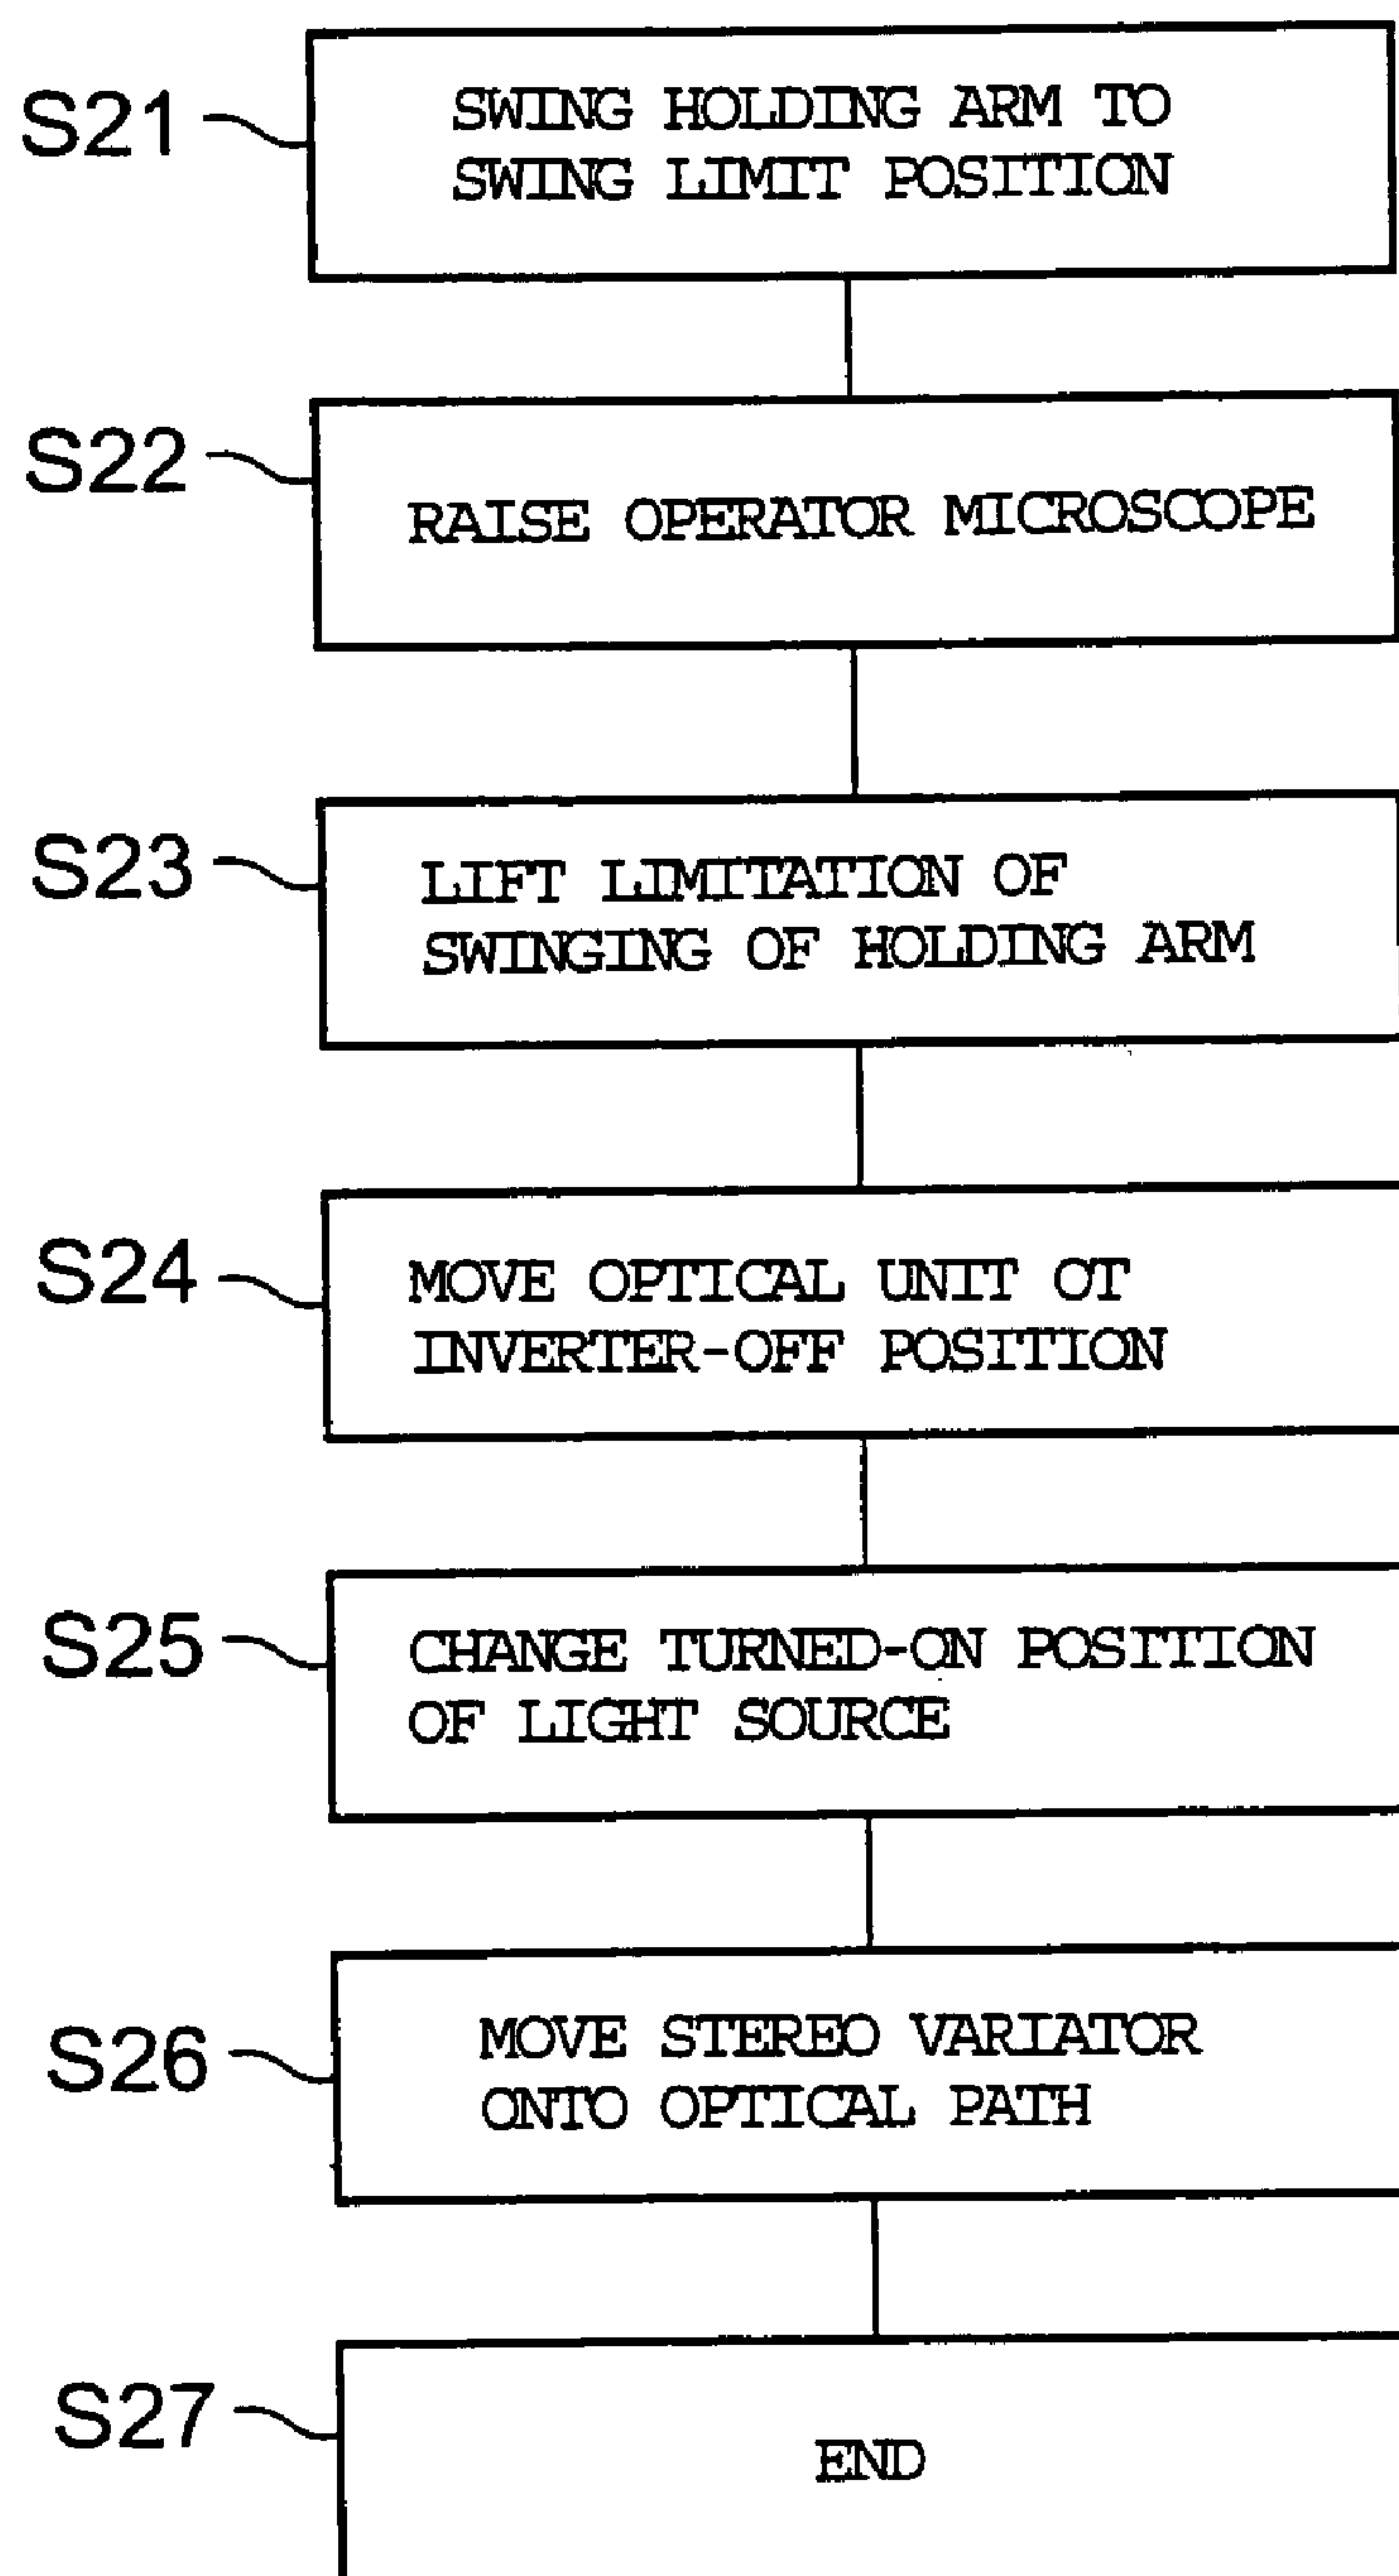 S21
SWING HOLDING ARM TO
SWING LIMIT POSITION
S22
RAISE OPERATOR MICROSCOPE
S23
LIFT LIMITATION OF
SWINGING OF HOLDING ARM
S24
MOVE OPTICAL UNIT OT
INVERTER-OFF POSITION
S25
CHANGE TURNED-ON POSITION
OF LIGHT SOURCE
S26
MOVE STEREO VARIATOR
ONTO OPTICAL PATH
S27
END